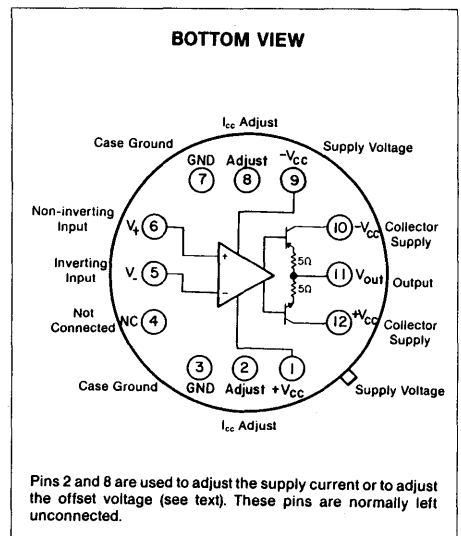 BOTTOM VIEW
Icc Adjust
Case Ground
Supply Voltage
GND Adjust -Vcc
7 8 9
Non-inverting
Input
V+ 6
10 -Vcc Collector
Supply
+
5Ω
Inverting
Input
V- 5
11 Vout Output
-
5Ω
Not
Connected
NC 4
12 +Vcc Collector
Supply
3 2 1
GND Adjust +Vcc
Case Ground
Supply Voltage
Icc Adjust
Pins 2 and 8 are used to adjust the supply current or to adjust
the offset voltage (see text). These pins are normally left
unconnected.